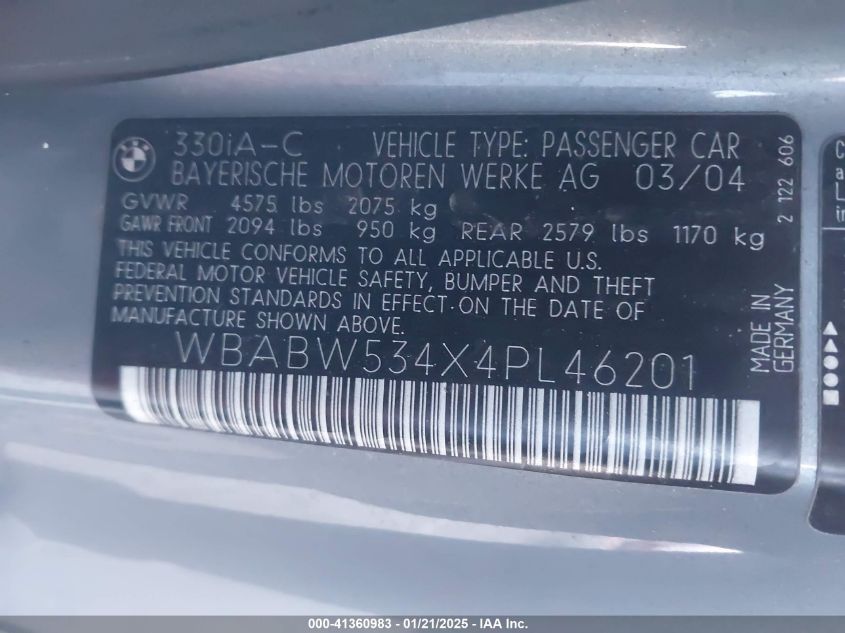 330iA-C VEHICLE TYPE: PASSENGER CAR
BAYERISCHE MOTOREN WERKE AG 03/04
GVWR 4575 lbs 2075 kg
GAWR FRONT 2094 lbs 950 kg REAR 2579 lbs 1170 kg
THIS VEHICLE CONFORMS TO ALL APPLICABLE U.S.
FEDERAL MOTOR VEHICLE SAFETY, BUMPER AND THEFT
PREVENTION STANDARDS IN EFFECT ON THE DATE OF
MANUFACTURE SHOWN ABOVE.
WBABW534X4PL46201
2 122 606
MADE IN
GERMANY
000-41360983 - 01/21/2025 - IAA Inc.